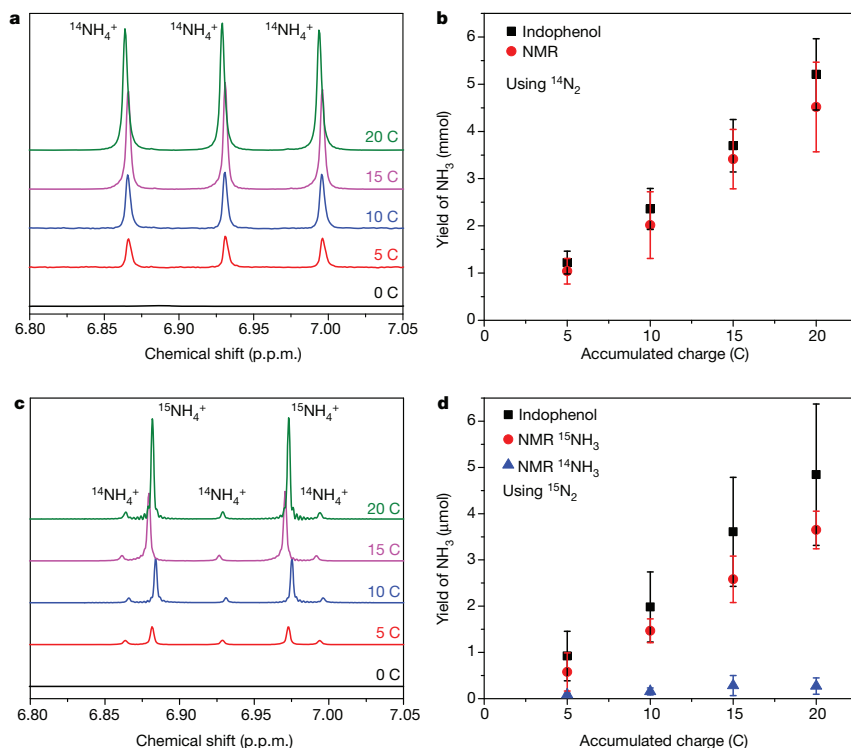 a
¹⁴NH₄⁺ ¹⁴NH₄⁺ ¹⁴NH₄⁺
20 C
15 C
10 C
5 C
0 C
6.80 6.85 6.90 6.95 7.00 7.05
Chemical shift (p.p.m.)
b
Indophenol
NMR
Using ¹⁴N₂
Yield of NH₃ (mmol)
6
5
4
3
2
1
0
0 5 10 15 20
Accumulated charge (C)
c
¹⁵NH₄⁺ ¹⁵NH₄⁺
¹⁴NH₄⁺ ¹⁴NH₄⁺ ¹⁴NH₄⁺
20 C
15 C
10 C
5 C
0 C
6.80 6.85 6.90 6.95 7.00 7.05
Chemical shift (p.p.m.)
d
Indophenol
NMR ¹⁵NH₃
NMR ¹⁴NH₃
Using ¹⁵N₂
Yield of NH₃ (μmol)
6
5
4
3
2
1
0
0 5 10 15 20
Accumulated charge (C)